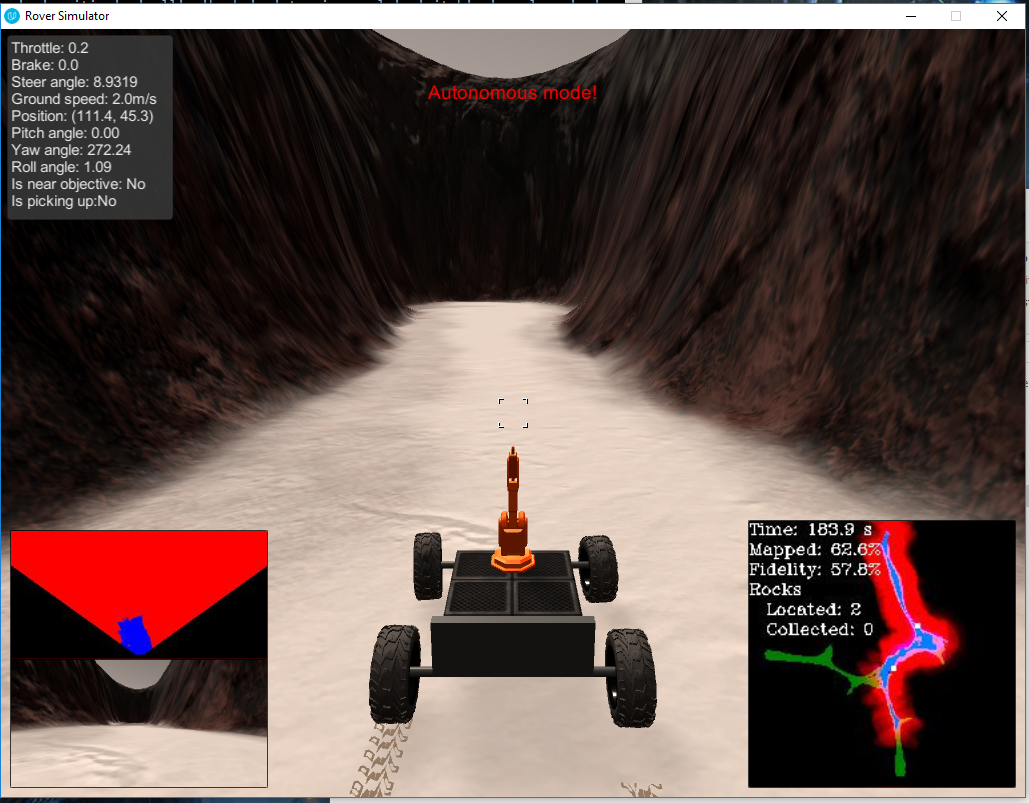 Rover Simulator
Throttle: 0.2
Brake: 0.0
Steer angle: 8.9319
Ground speed: 2.0m/s
Position: (111.4, 45.3)
Pitch angle: 0.00
Yaw angle: 272.24
Roll angle: 1.09
Is near objective: No
Is picking up:No
Autonomous mode!
Time: 183.9 s
Mapped: 62.6%
Fidelity: 57.8%
Rocks
Located: 2
Collected: 0